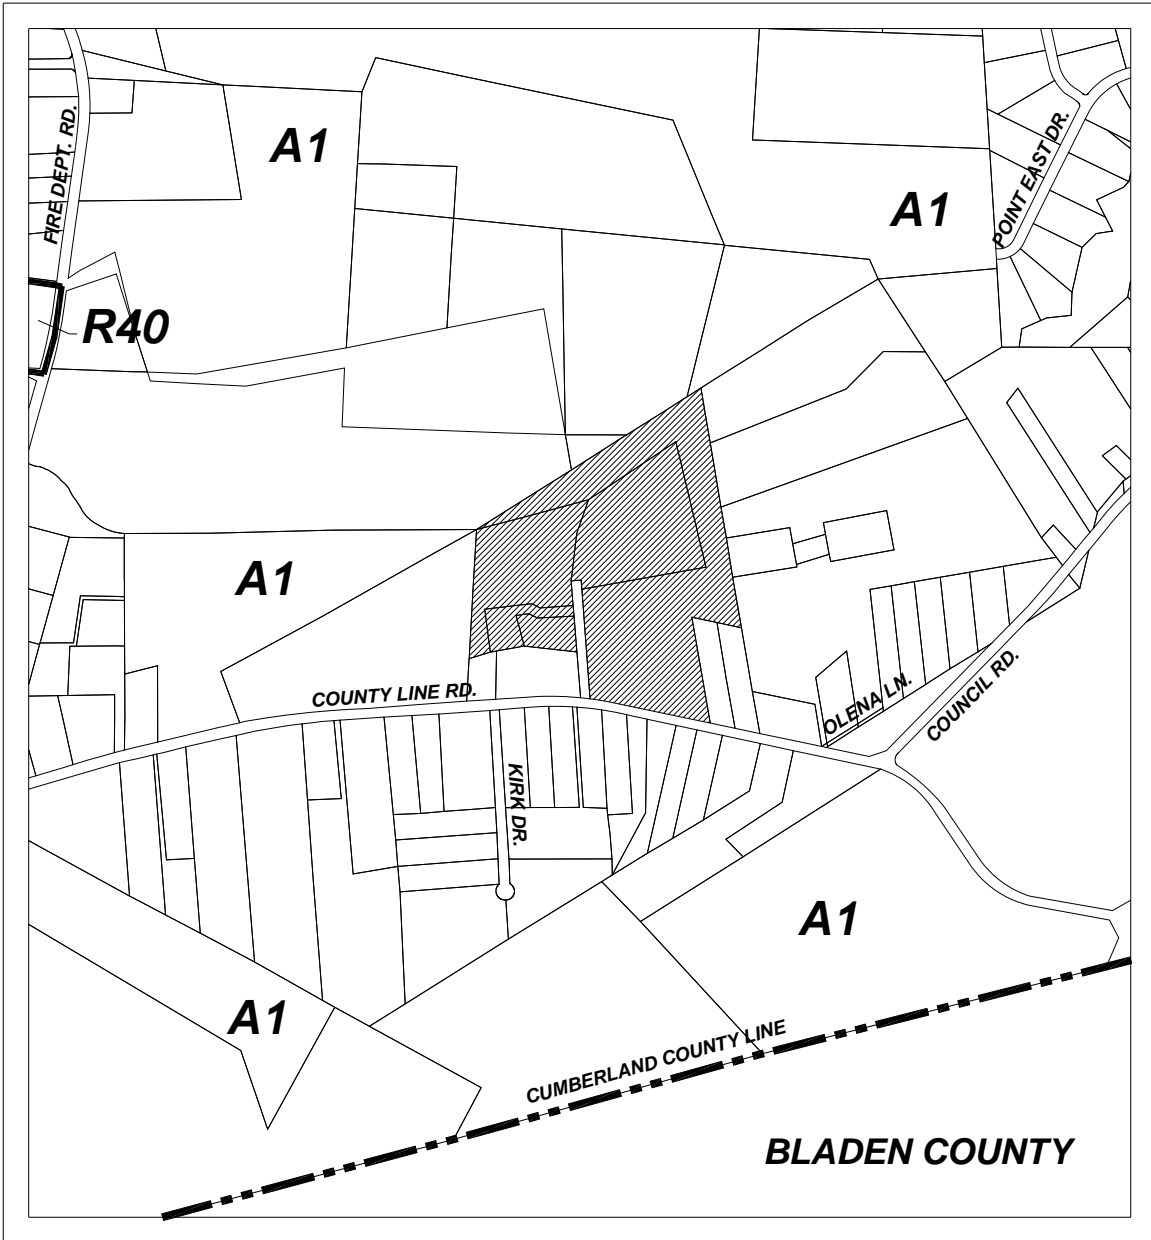 FIRE DEPT. RD.
A1
A1
POINT EAST DR.
R40
A1
COUNTY LINE RD.
OLENA LN.
COUNCIL RD.
KIRK DR.
A1
A1
CUMBERLAND COUNTY LINE
BLADEN COUNTY